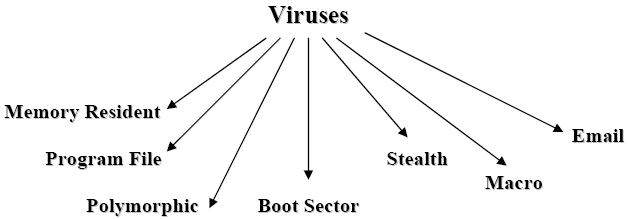 Viruses
Memory Resident
Program File
Polymorphic
Boot Sector
Stealth
Macro
Email